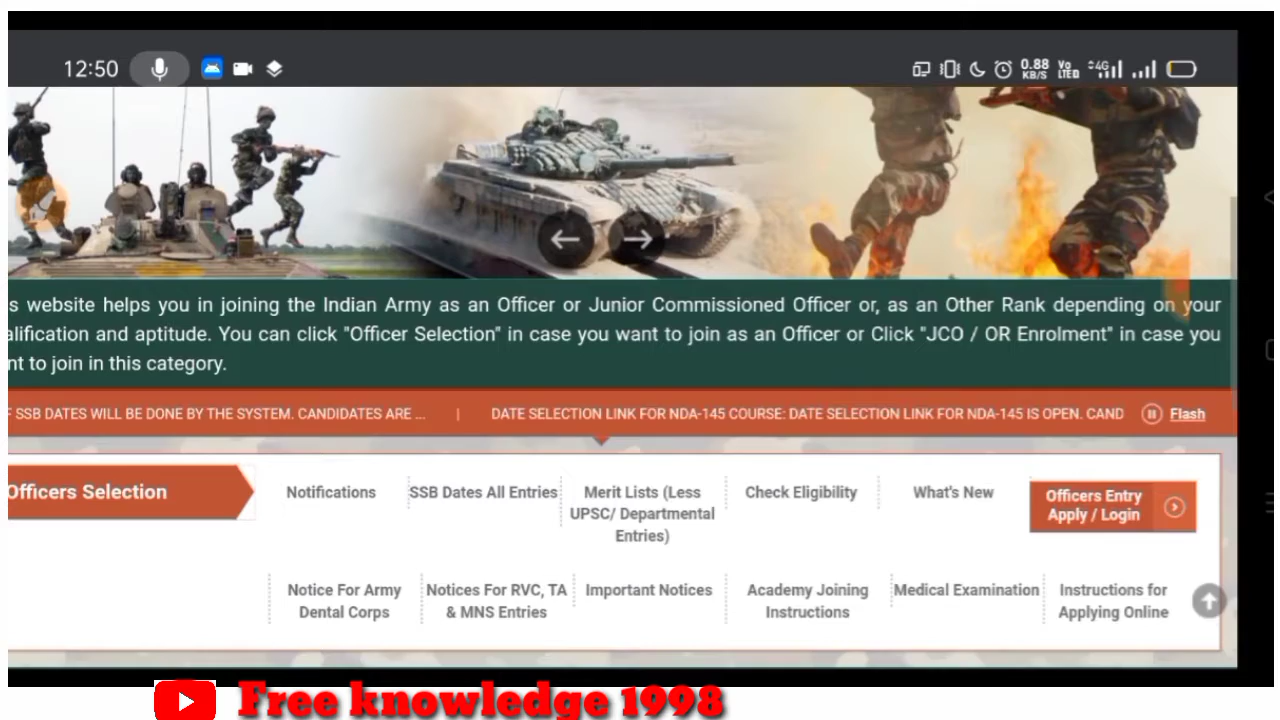 12:50
0.88
KB/S
Vo
LTE
4G
s website helps you in joining the Indian Army as an Officer or Junior Commissioned Officer or, as an Other Rank depending on your
alification and aptitude. You can click "Officer Selection" in case you want to join as an Officer or Click "JCO / OR Enrolment" in case you
nt to join in this category.
SSB DATES WILL BE DONE BY THE SYSTEM. CANDIDATES ARE ... | DATE SELECTION LINK FOR NDA-145 COURSE: DATE SELECTION LINK FOR NDA-145 IS OPEN. CAND Flash
Officers Selection
Notifications
SSB Dates All Entries
Merit Lists (Less
UPSC/ Departmental
Entries)
Check Eligibility
What's New
Officers Entry
Apply / Login
Notice For Army
Dental Corps
Notices For RVC, TA
& MNS Entries
Important Notices
Academy Joining
Instructions
Medical Examination
Instructions for
Applying Online
Free knowledge 1998